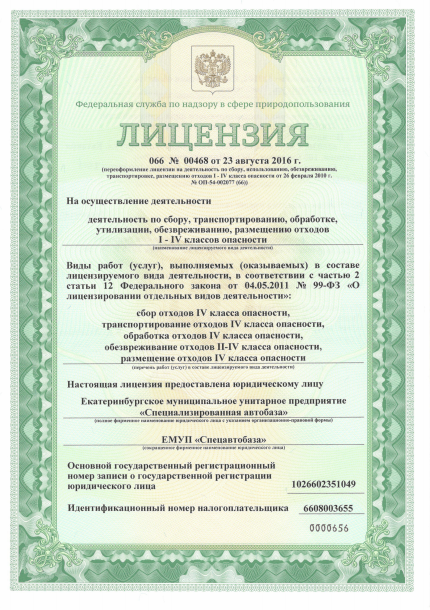 Федеральная служба по надзору в сфере природопользования
ЛИЦЕНЗИЯ
066 № 00468 от 23 августа 2016 г.
(переоформление лицензии на деятельность по сбору, использованию, обезвреживанию,
транспортировке, размещению отходов I - IV класса опасности от 26 февраля 2010 г.
№ ОП-54-002077 (66))
На осуществление деятельности
деятельность по сбору, транспортированию, обработке,
утилизации, обезвреживанию, размещению отходов
I - IV классов опасности
(наименование лицензируемого вида деятельности)
Виды работ (услуг), выполняемых (оказываемых) в составе
лицензируемого вида деятельности, в соответствии с частью 2
статьи 12 Федерального закона от 04.05.2011 № 99-ФЗ «О
лицензировании отдельных видов деятельности»:
сбор отходов IV класса опасности,
транспортирование отходов IV класса опасности,
обработка отходов IV класса опасности,
обезвреживание отходов II-IV класса опасности,
размещение отходов IV класса опасности
(перечень работ (услуг) в составе лицензируемого вида деятельности)
Настоящая лицензия предоставлена юридическому лицу
Екатеринбургское муниципальное унитарное предприятие
«Специализированная автобаза»
(полное фирменное наименование юридического лица с указанием организационно-правовой формы)
ЕМУП «Спецавтобаза»
(сокращенное фирменное наименование юридического лица)
Основной государственный регистрационный
номер записи о государственной регистрации
юридического лица 1026602351049
Идентификационный номер налогоплательщика 6608003655
0000656